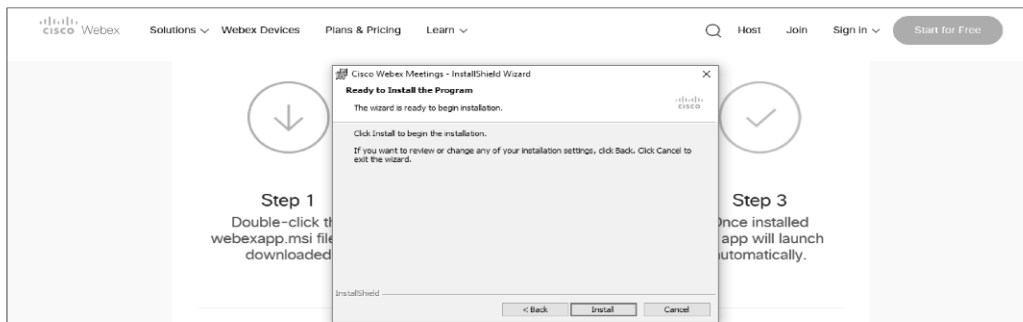 cisco Webex Solutions Webex Devices Plans & Pricing Learn Host Join Sign in Start for Free
Cisco Webex Meetings - InstallShield Wizard
Ready to Install the Program
The wizard is ready to begin installation.
cisco
Click Install to begin the installation.
If you want to review or change any of your installation settings, click Back. Click Cancel to
exit the wizard.
Step 1
Double-click th
webexapp.msi file
downloaded
Step 3
Once installed
app will launch
automatically.
InstallShield
< Back Install Cancel